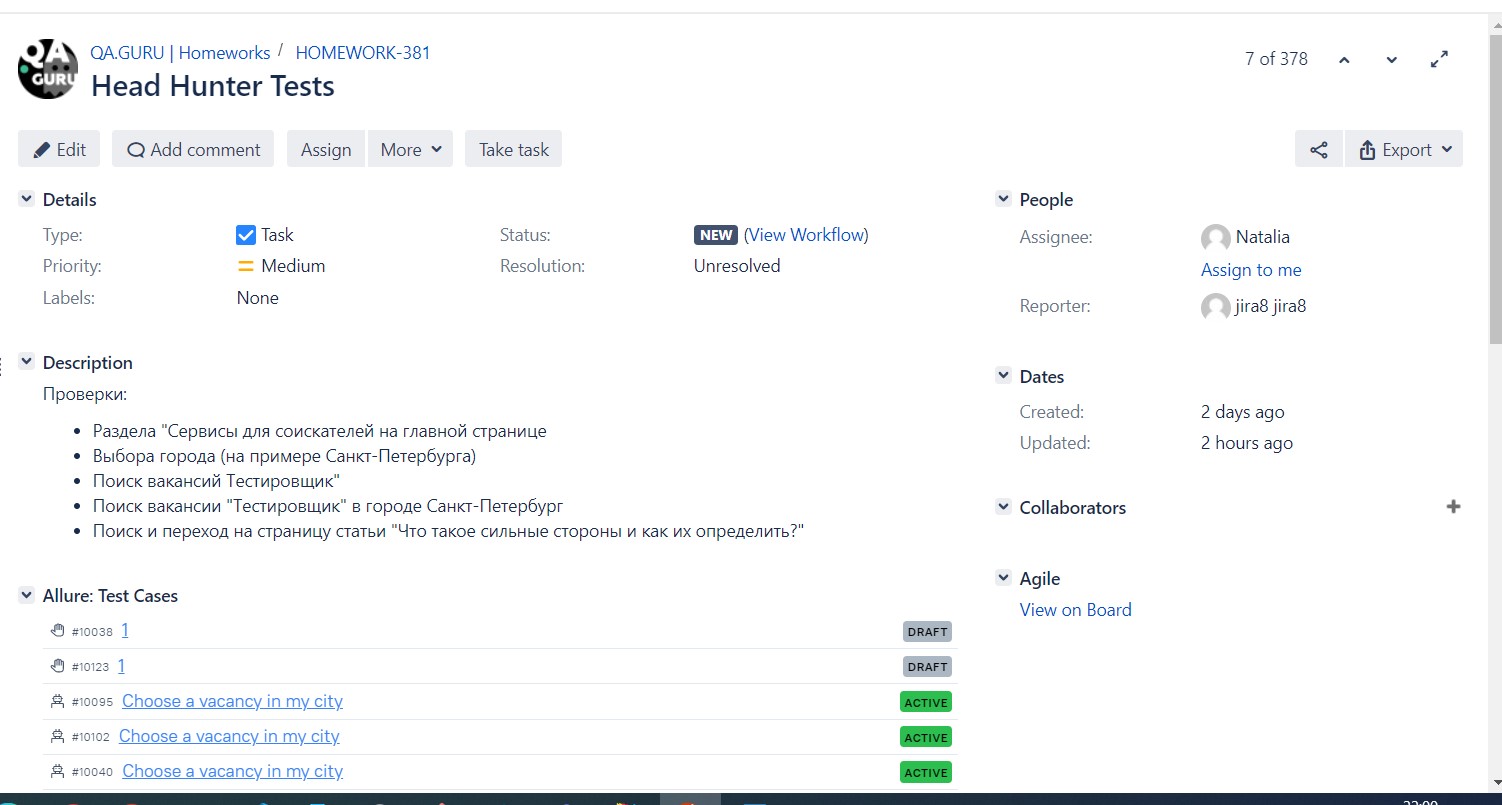 QA GURU
QA.GURU | Homeworks / HOMEWORK-381
7 of 378
Head Hunter Tests
Edit Add comment Assign More Take task Export
Details
Type: Task Status: NEW (View Workflow)
Priority: Medium Resolution: Unresolved
Labels: None
People
Assignee: Natalia
Assign to me
Reporter: jira8 jira8
Description
Проверки:
Раздела "Сервисы для соискателей на главной странице
Выбора города (на примере Санкт-Петербурга)
Поиск вакансий Тестировщик"
Поиск вакансии "Тестировщик" в городе Санкт-Петербург
Поиск и переход на страницу статьи "Что такое сильные стороны и как их определить?"
Dates
Created: 2 days ago
Updated: 2 hours ago
Collaborators
Agile
View on Board
Allure: Test Cases
#10038 1 DRAFT
#10123 1 DRAFT
#10095 Choose a vacancy in my city ACTIVE
#10102 Choose a vacancy in my city ACTIVE
#10040 Choose a vacancy in my city ACTIVE